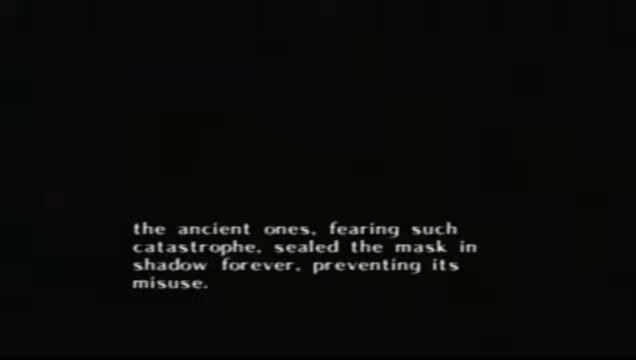 the ancient ones, fearing such
catastrophe, sealed the mask in
shadow forever, preventing its
misuse.